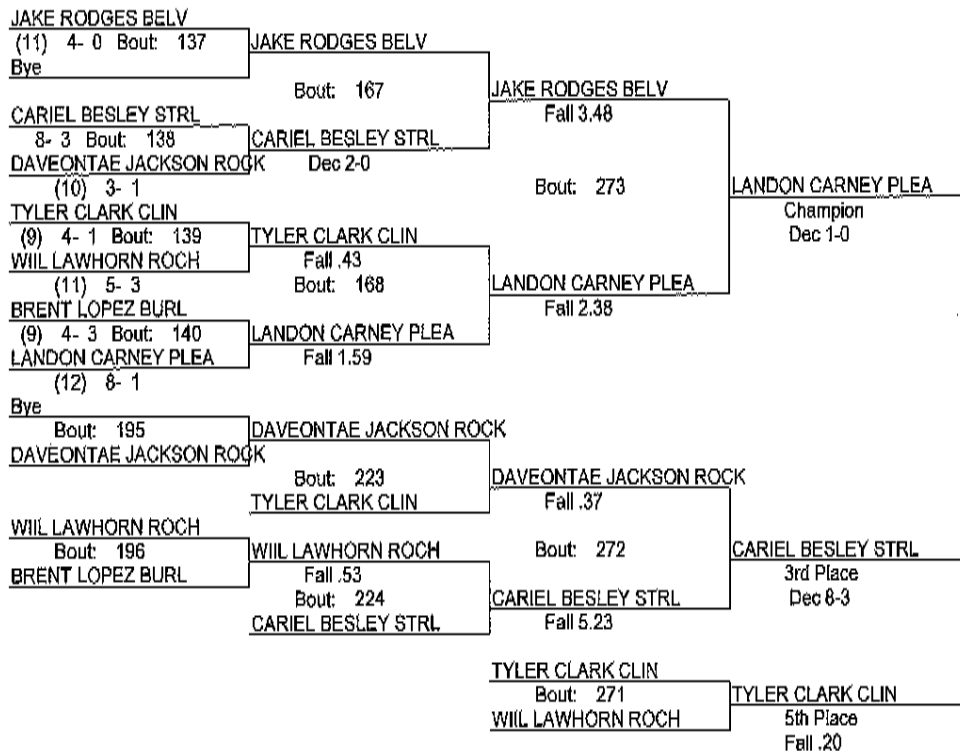 JAKE RODGES BELV
(11) 4- 0 Bout: 137
Bye
JAKE RODGES BELV
Bout: 167
CARIEL BESLEY STRL
8- 3 Bout: 138
DAVEONTAE JACKSON ROCK
(10) 3- 1
CARIEL BESLEY STRL
Dec 2-0
JAKE RODGES BELV
Fall 3.48
Bout: 273
TYLER CLARK CLIN
(9) 4- 1 Bout: 139
WIIL LAWHORN ROCH
(11) 5- 3
TYLER CLARK CLIN
Fall .43
Bout: 168
BRENT LOPEZ BURL
(9) 4- 3 Bout: 140
LANDON CARNEY PLEA
(12) 8- 1
LANDON CARNEY PLEA
Fall 1.59
LANDON CARNEY PLEA
Fall 2.38
LANDON CARNEY PLEA
Champion
Dec 1-0
Bye
Bout: 195
DAVEONTAE JACKSON ROCK
DAVEONTAE JACKSON ROCK
Bout: 223
TYLER CLARK CLIN
DAVEONTAE JACKSON ROCK
Fall .37
Bout: 272
WIIL LAWHORN ROCH
Bout: 196
BRENT LOPEZ BURL
WIIL LAWHORN ROCH
Fall .53
Bout: 224
CARIEL BESLEY STRL
CARIEL BESLEY STRL
Fall 5.23
CARIEL BESLEY STRL
3rd Place
Dec 8-3
TYLER CLARK CLIN
Bout: 271
WIIL LAWHORN ROCH
TYLER CLARK CLIN
5th Place
Fall .20